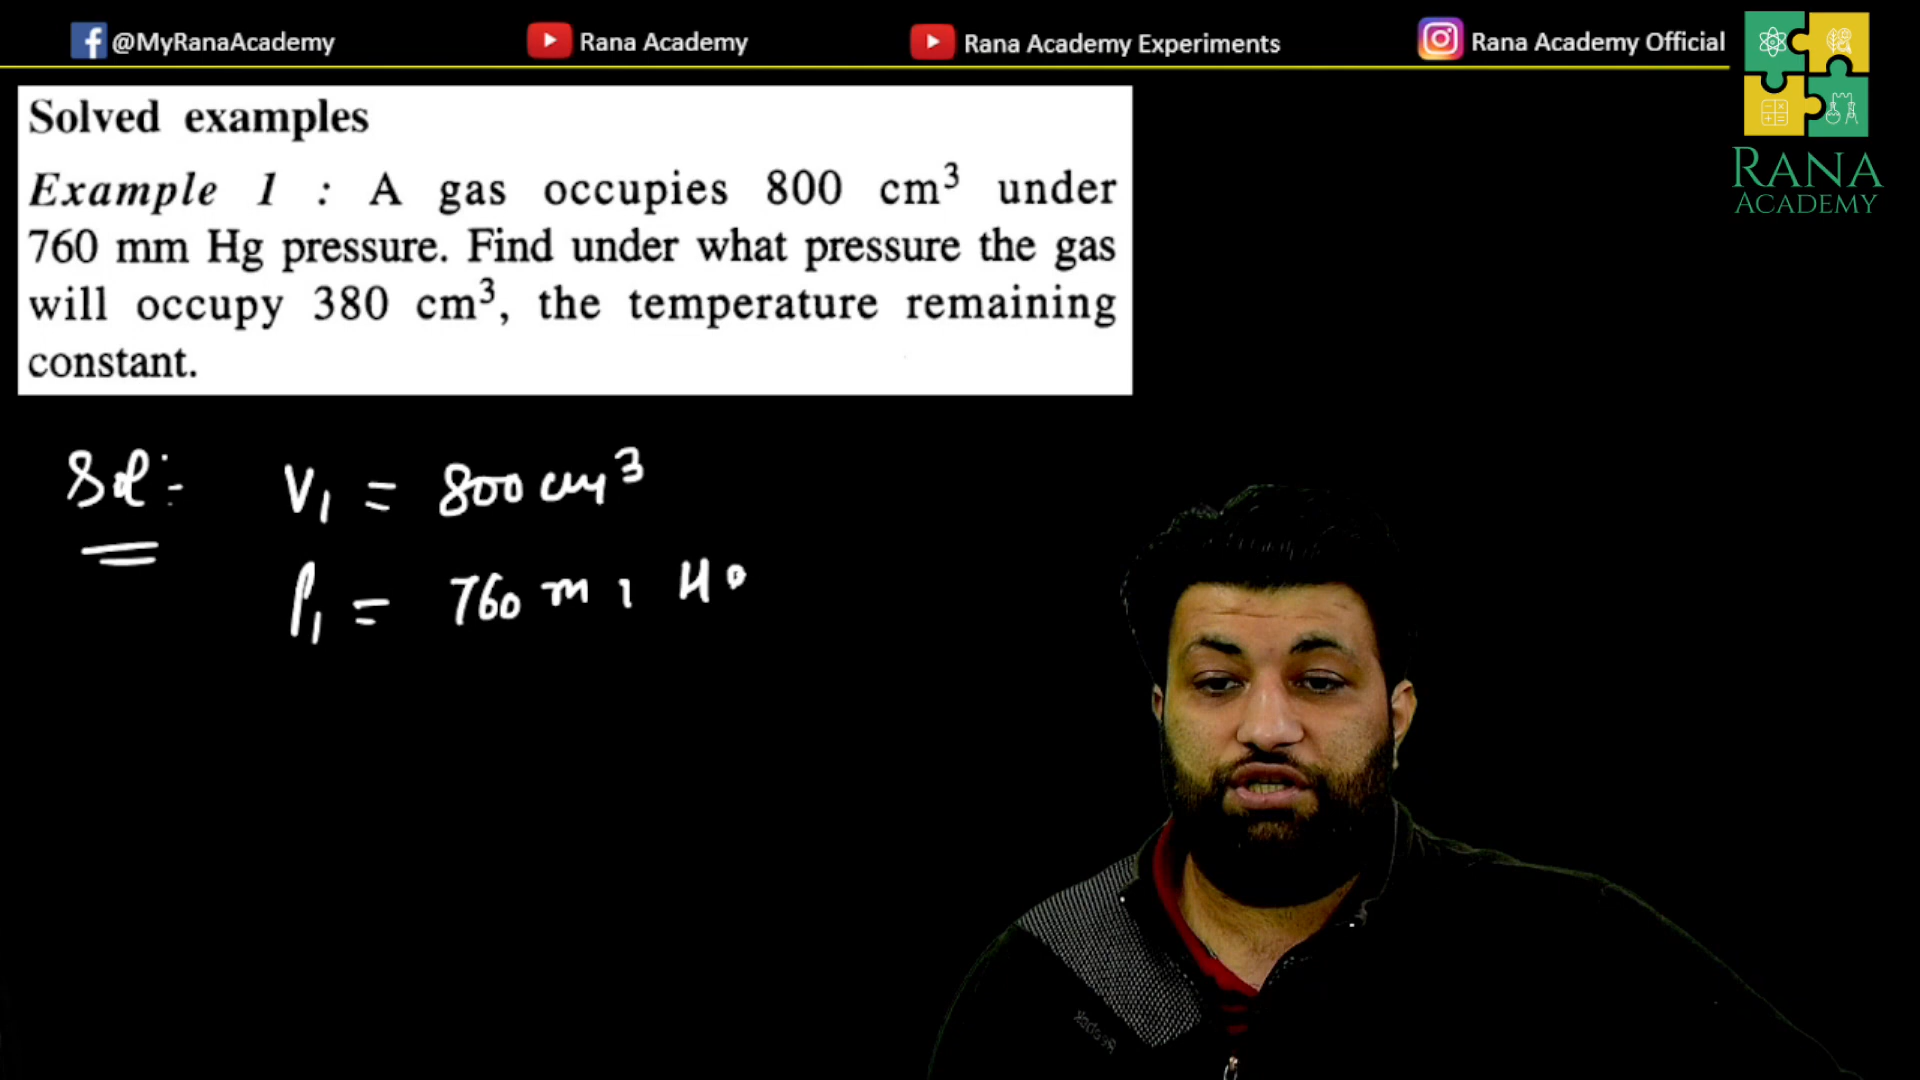 @MyRanaAcademy Rana Academy Rana Academy Experiments Rana Academy Official
RANA
ACADEMY
Solved examples
Example 1 : A gas occupies 800 cm³ under
760 mm Hg pressure. Find under what pressure the gas
will occupy 380 cm³, the temperature remaining
constant.
Sol:-
V₁ = 800 cm³
P₁ = 760 m